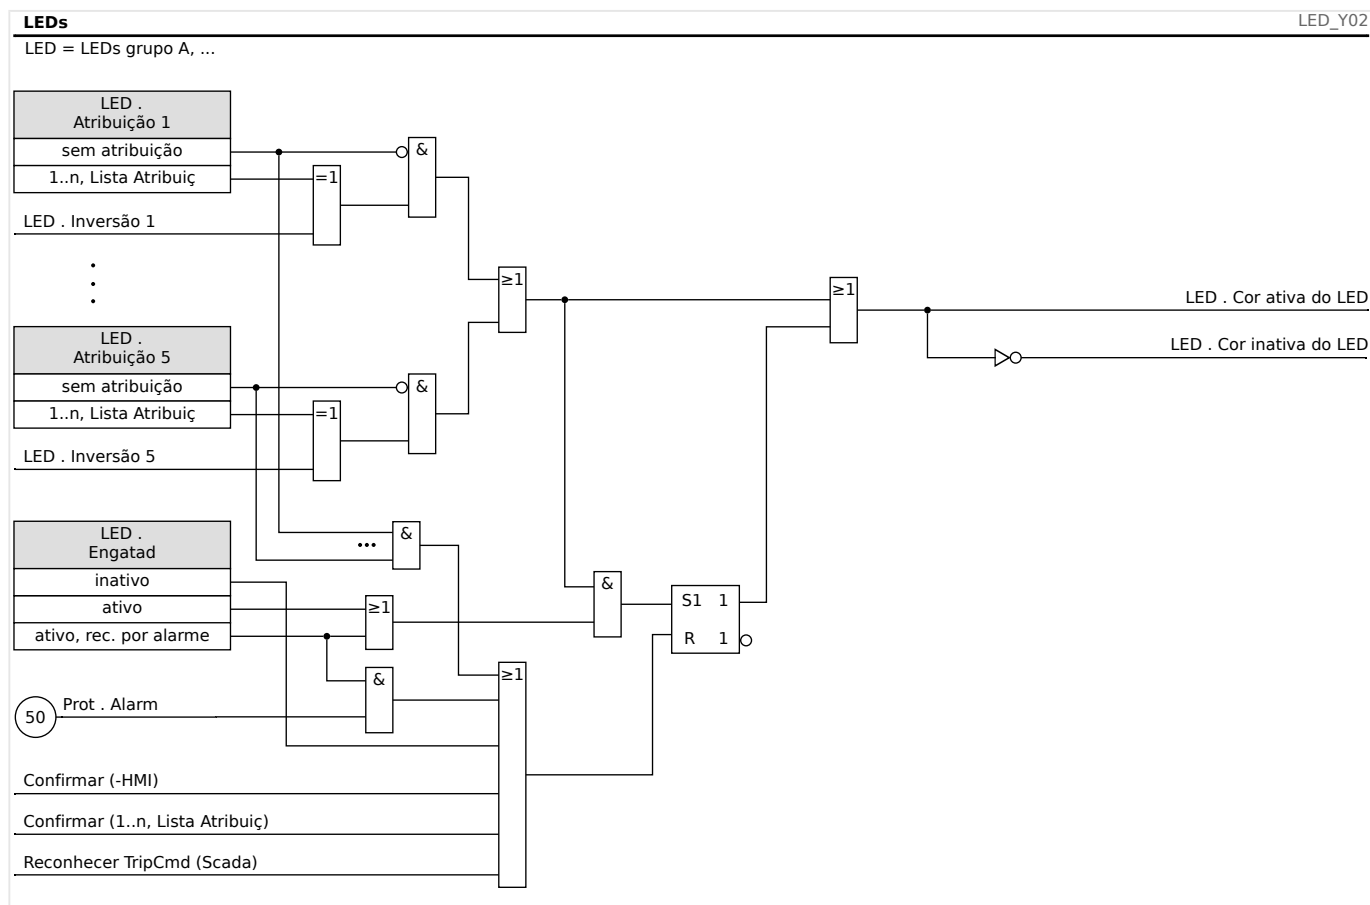 LEDs
LED_Y02
LED = LEDs grupo A, ...
LED .
Atribuição 1
sem atribuição
&
1..n, Lista Atribuiç
=1
LED . Inversão 1
≥1
≥1
LED . Cor ativa do LED
LED . Cor inativa do LED
LED .
Atribuição 5
sem atribuição
&
1..n, Lista Atribuiç
=1
LED . Inversão 5
LED .
Engatad
&
...
inativo
&
ativo
≥1
S1 1
ativo, rec. por alarme
R 1
&
≥1
50
Prot . Alarm
Confirmar (-HMI)
Confirmar (1..n, Lista Atribuiç)
Reconhecer TripCmd (Scada)